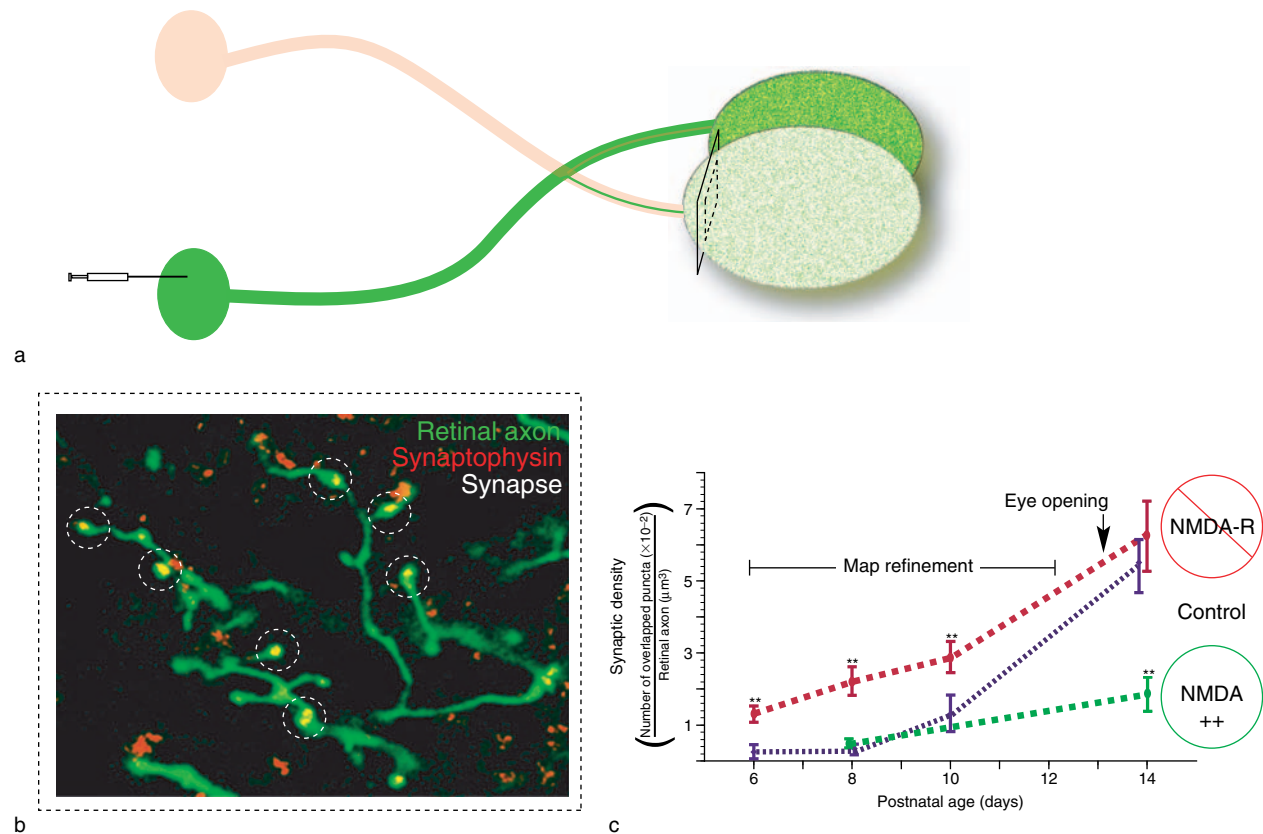 a
Retinal axon
Synaptophysin
Synapse
b
Synaptic density
Number of overlapped puncta (×10⁻²)
Retinal axon (μm³)
7
5
3
1
6
8
10
12
14
Postnatal age (days)
Map refinement
Eye opening
**
**
**
**
NMDA-R
Control
NMDA
++
c